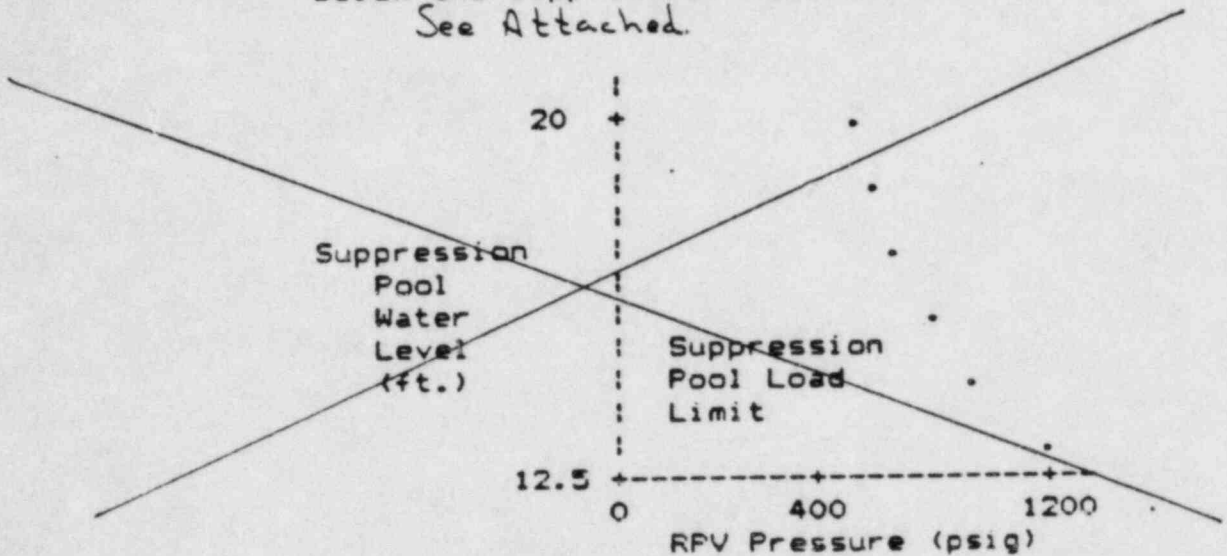 See Attached.
20
Suppression
Pool
Water
Level
(ft.)
Suppression
Pool Load
Limit
12.5
0 400 1200
RPV Pressure (psig)